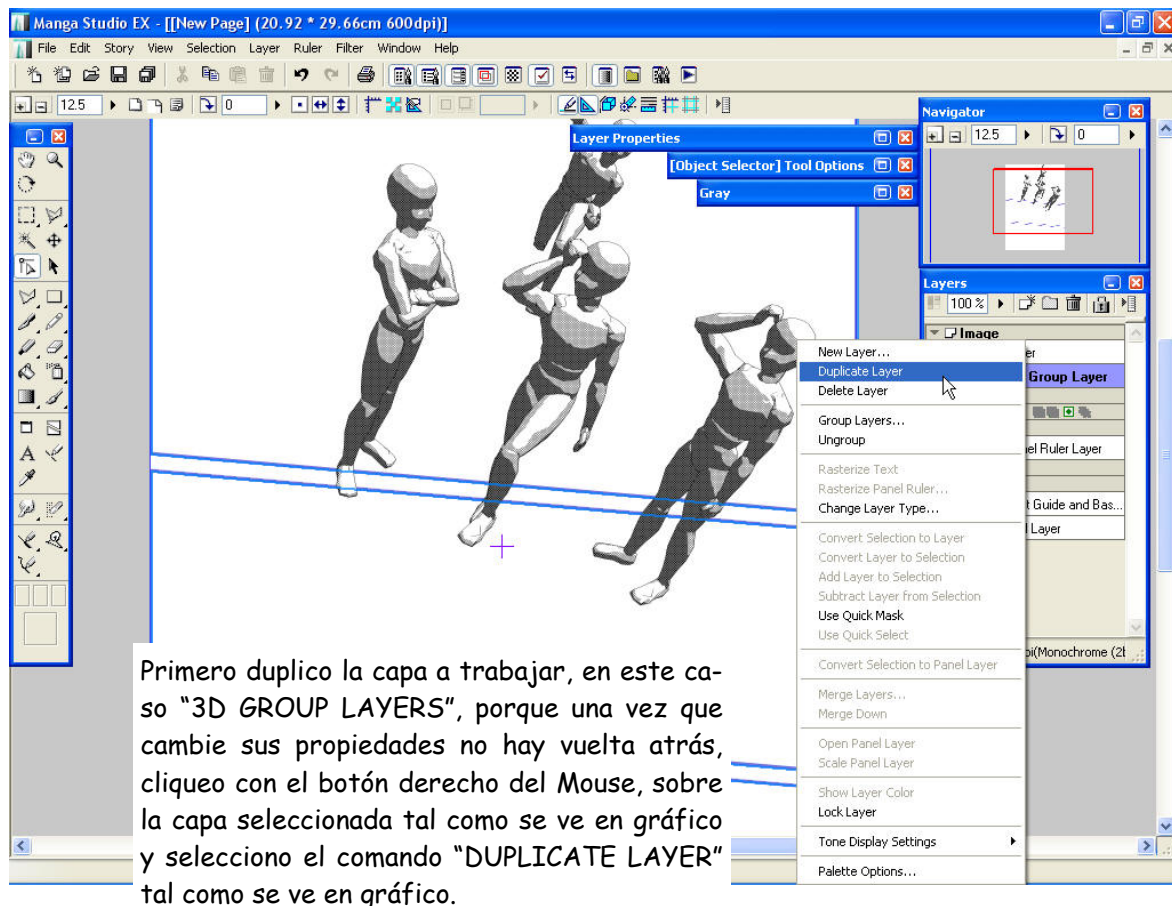 Manga Studio EX - [[New Page] (20.92 * 29.66cm 600dpi)]
File Edit Story View Selection Layer Ruler Filter Window Help
12.5
0
Layer Properties
[Object Selector] Tool Options
Gray
Navigator
12.5
0
Layers
100 %
Image
er
Group Layer
el Ruler Layer
t Guide and Bas...
l Layer
oi(Monochrome (2b
New Layer...
Duplicate Layer
Delete Layer
Group Layers...
Ungroup
Rasterize Text
Rasterize Panel Ruler...
Change Layer Type...
Convert Selection to Layer
Convert Layer to Selection
Add Layer to Selection
Subtract Layer from Selection
Use Quick Mask
Use Quick Select
Convert Selection to Panel Layer
Merge Layers...
Merge Down
Open Panel Layer
Scale Panel Layer
Show Layer Color
Lock Layer
Tone Display Settings
Palette Options...
Primero duplico la capa a trabajar, en este ca-
so “3D GROUP LAYERS”, porque una vez que
cambie sus propiedades no hay vuelta atrás,
cliqueo con el botón derecho del Mouse, sobre
la capa seleccionada tal como se ve en gráfico
y selecciono el comando “DUPLICATE LAYER”
tal como se ve en gráfico.